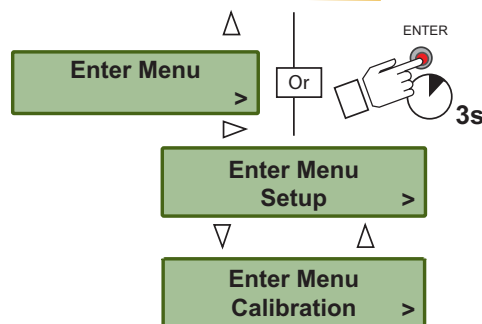 ENTER
Enter Menu
>
Or
3s
Enter Menu
Setup >
Enter Menu
Calibration >